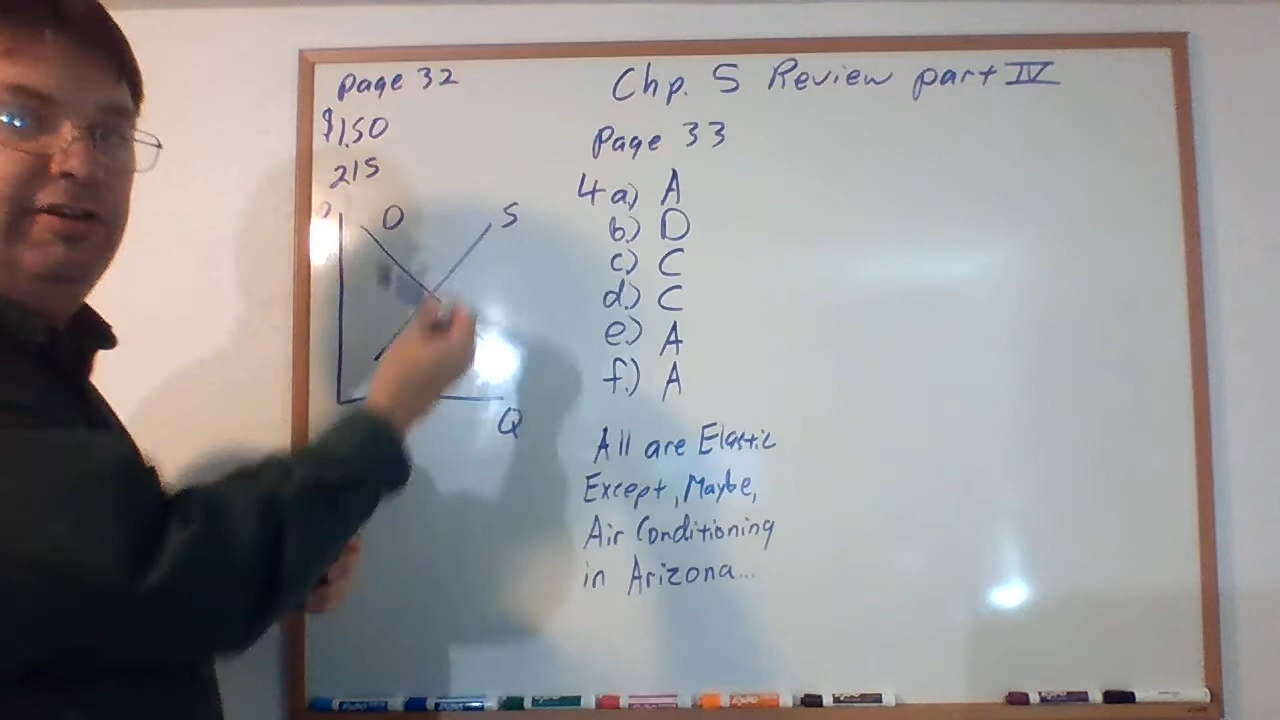 page 32
$1.50
215
D
S
Q
Chp. 5 Review part IV
Page 33
4a.) A
b.) D
c.) C
d.) C
e.) A
f.) A
All are Elastic
Except, Maybe,
Air Conditioning
in Arizona...